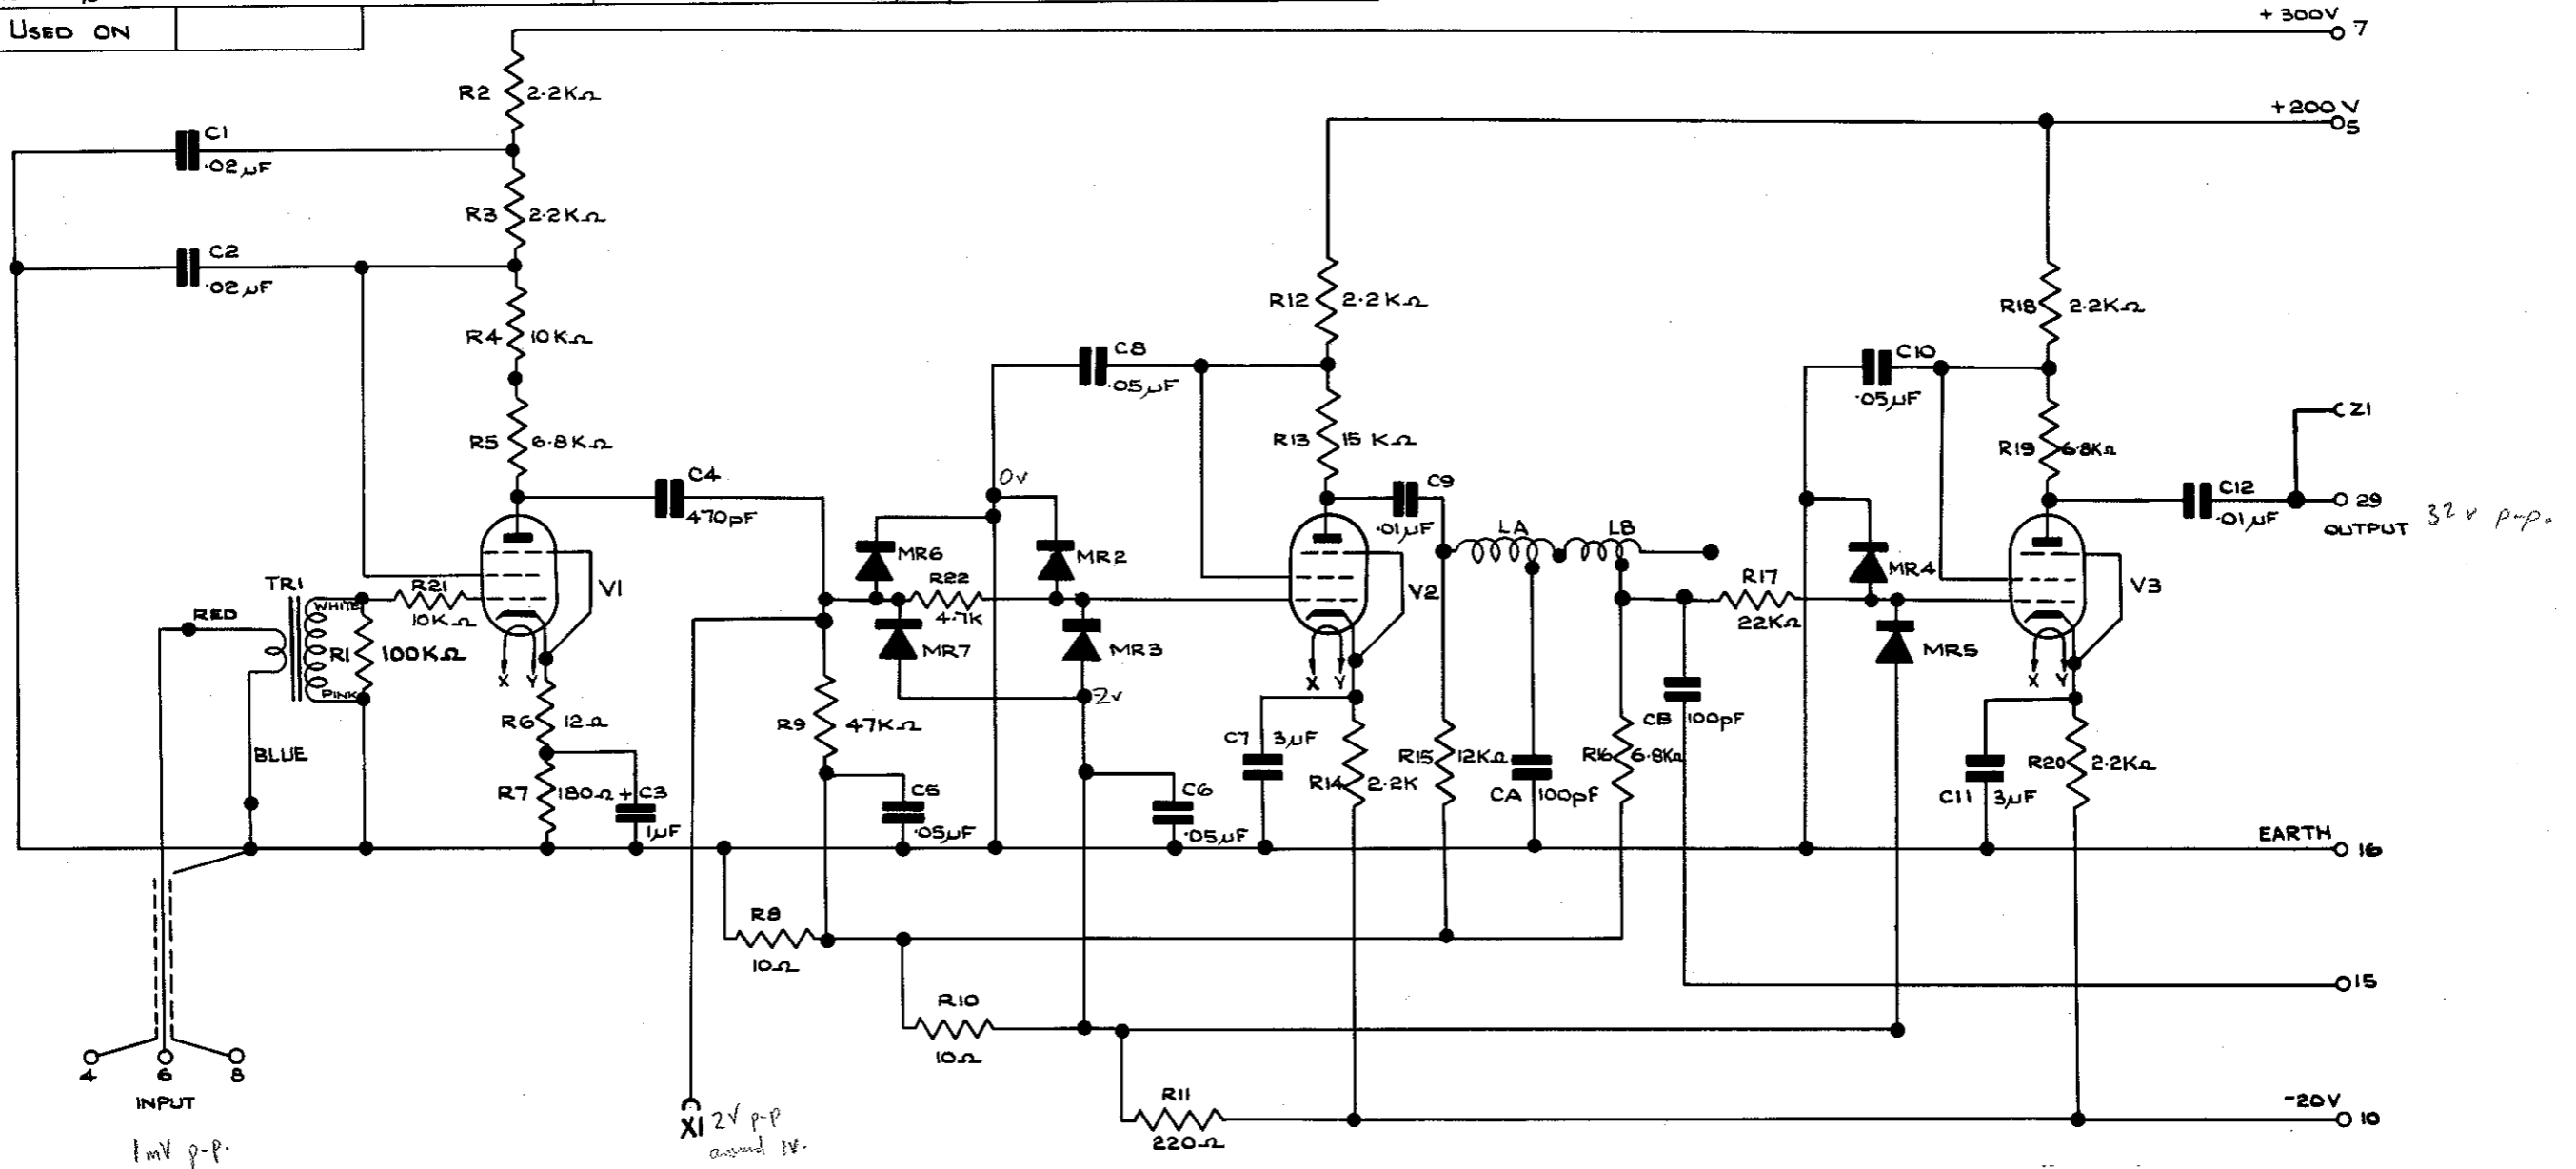 USED ON
+300V
7
R2 2.2KΩ
+200V
5
C1
.02µF
R3 2.2KΩ
C2
.02µF
R12 2.2KΩ
R18 2.2KΩ
R4 10KΩ
C8
.05µF
C10
.05µF
R5 6.8KΩ
R13 15 KΩ
R19 6.8KΩ
21
C4
470pF
0v
C9
.01µF
C12
.01µF
29
OUTPUT
32v p-p.
LA
LB
MR6
MR2
MR4
TR1
WHITE
R21
10KΩ
V1
R22
4.7K
V2
R17
22KΩ
V3
RED
R1 100KΩ
PINK
MR7
MR3
MR5
X Y
X Y
X Y
-2v
R6 12Ω
R9 47KΩ
CB 100pF
BLUE
C7 3µF
R15 12KΩ
R16 6.8KΩ
R7 180Ω
+ C3
1µF
C5
.05µF
C6
.05µF
R14 2.2K
CA 100pF
C11 3µF
R20 2.2KΩ
EARTH
16
R8
10Ω
15
R10
10Ω
4
6
8
INPUT
1mV p-p.
X1
2V p-p
around 1V.
R11
220Ω
-20V
10